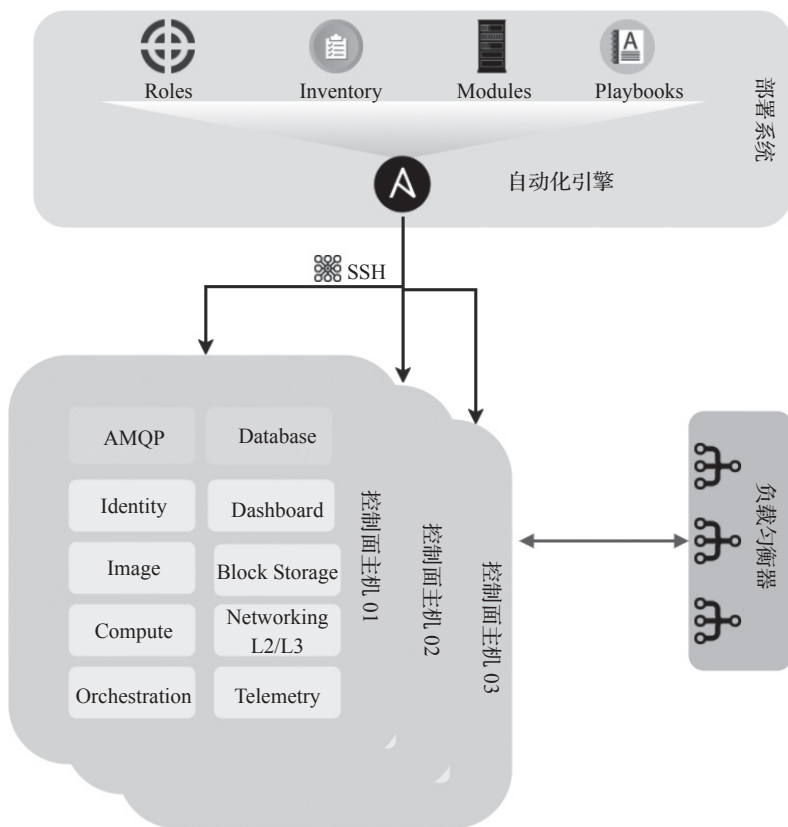 Roles
Inventory
Modules
Playbooks
部署系统
自动化引擎
SSH
AMQP
Database
Identity
Dashboard
Image
Block Storage
Compute
Networking
L2/L3
Orchestration
Telemetry
控制面主机 01
控制面主机 02
控制面主机 03
负载匀衡器